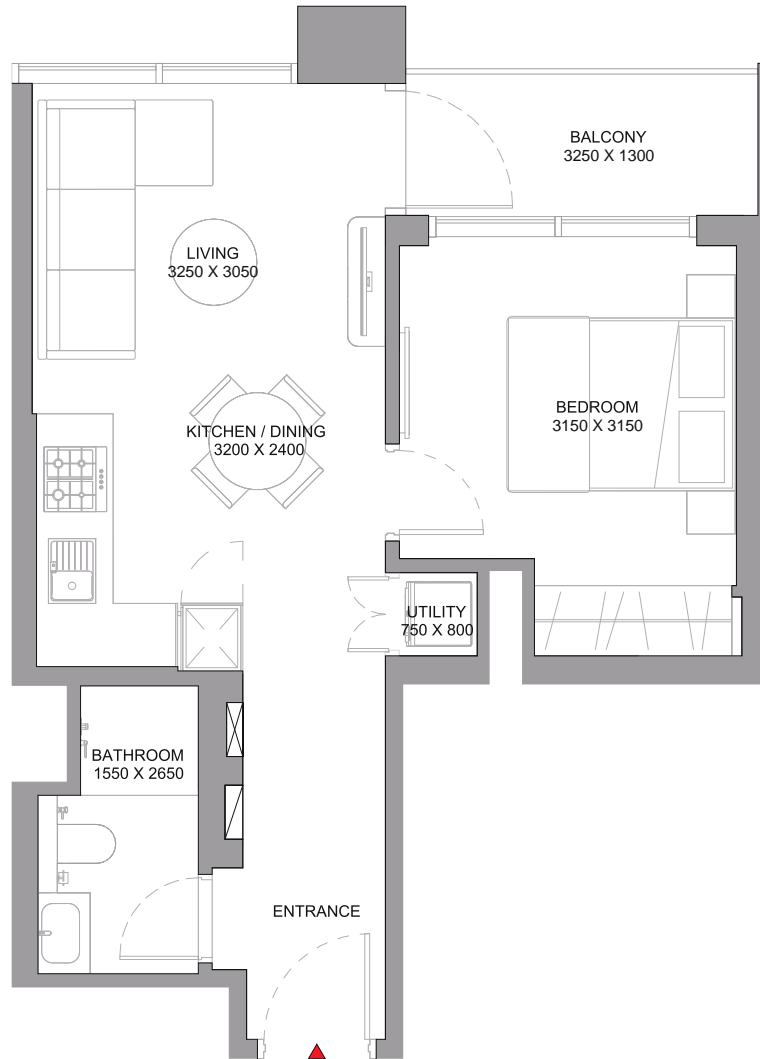 BALCONY
3250 X 1300
LIVING
3250 X 3050
BEDROOM
3150 X 3150
KITCHEN / DINING
3200 X 2400
UTILITY
750 X 800
BATHROOM
1550 X 2650
ENTRANCE